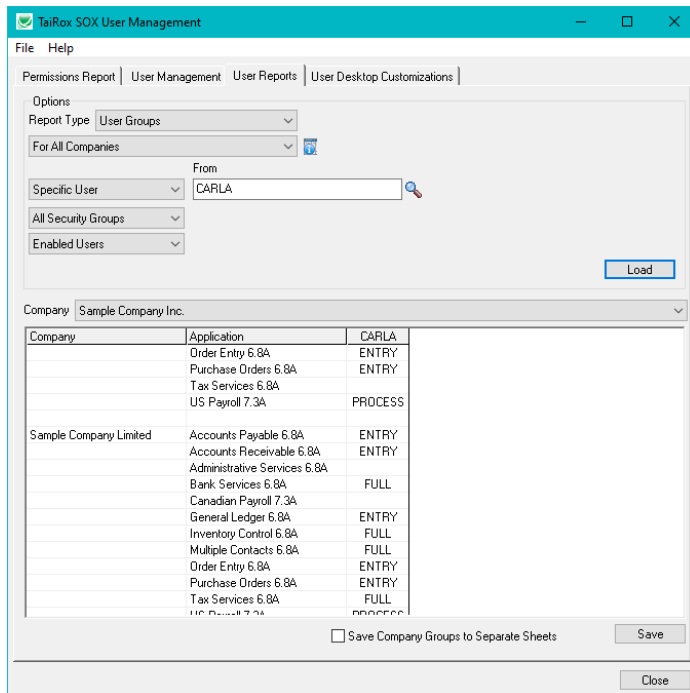 TaiRox SOX User Management
File Help
Permissions Report User Management User Reports User Desktop Customizations
Options
Report Type User Groups
For All Companies
From
Specific User CARLA
All Security Groups
Enabled Users
Load
Company Sample Company Inc.
Company Application CARLA
Order Entry 6.8A ENTRY
Purchase Orders 6.8A ENTRY
Tax Services 6.8A
US Payroll 7.3A PROCESS
Sample Company Limited Accounts Payable 6.8A ENTRY
Accounts Receivable 6.8A ENTRY
Administrative Services 6.8A
Bank Services 6.8A FULL
Canadian Payroll 7.3A
General Ledger 6.8A ENTRY
Inventory Control 6.8A FULL
Multiple Contacts 6.8A FULL
Order Entry 6.8A ENTRY
Purchase Orders 6.8A ENTRY
Tax Services 6.8A FULL
US Payroll 7.3A PROCESS
Save Company Groups to Separate Sheets Save
Close